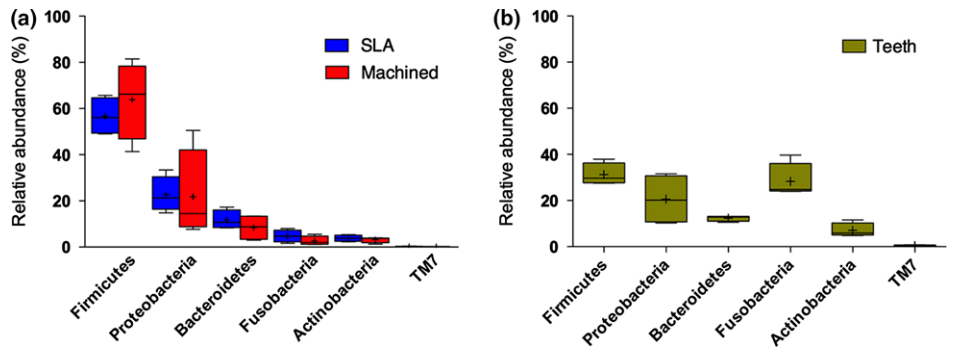 (a)
Relative abundance (%)
100
80
60
40
20
0
SLA
Machined
Firmicutes
Proteobacteria
Bacteroidetes
Fusobacteria
Actinobacteria
TM7
(b)
Relative abundance (%)
100
80
60
40
20
0
Teeth
Firmicutes
Proteobacteria
Bacteroidetes
Fusobacteria
Actinobacteria
TM7